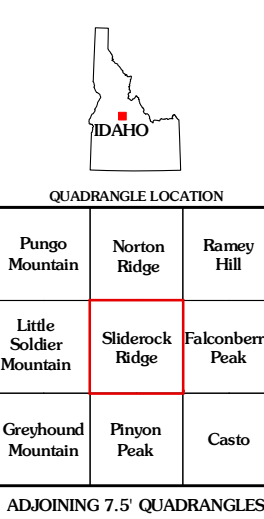 IDAHO
QUADRANGLE LOCATION
Pungo
Mountain
Norton
Ridge
Ramey
Hill
Little
Soldier
Mountain
Sliderock
Ridge
Falconberr
Peak
Greyhound
Mountain
Pinyon
Peak
Casto
ADJOINING 7.5' QUADRANGLES